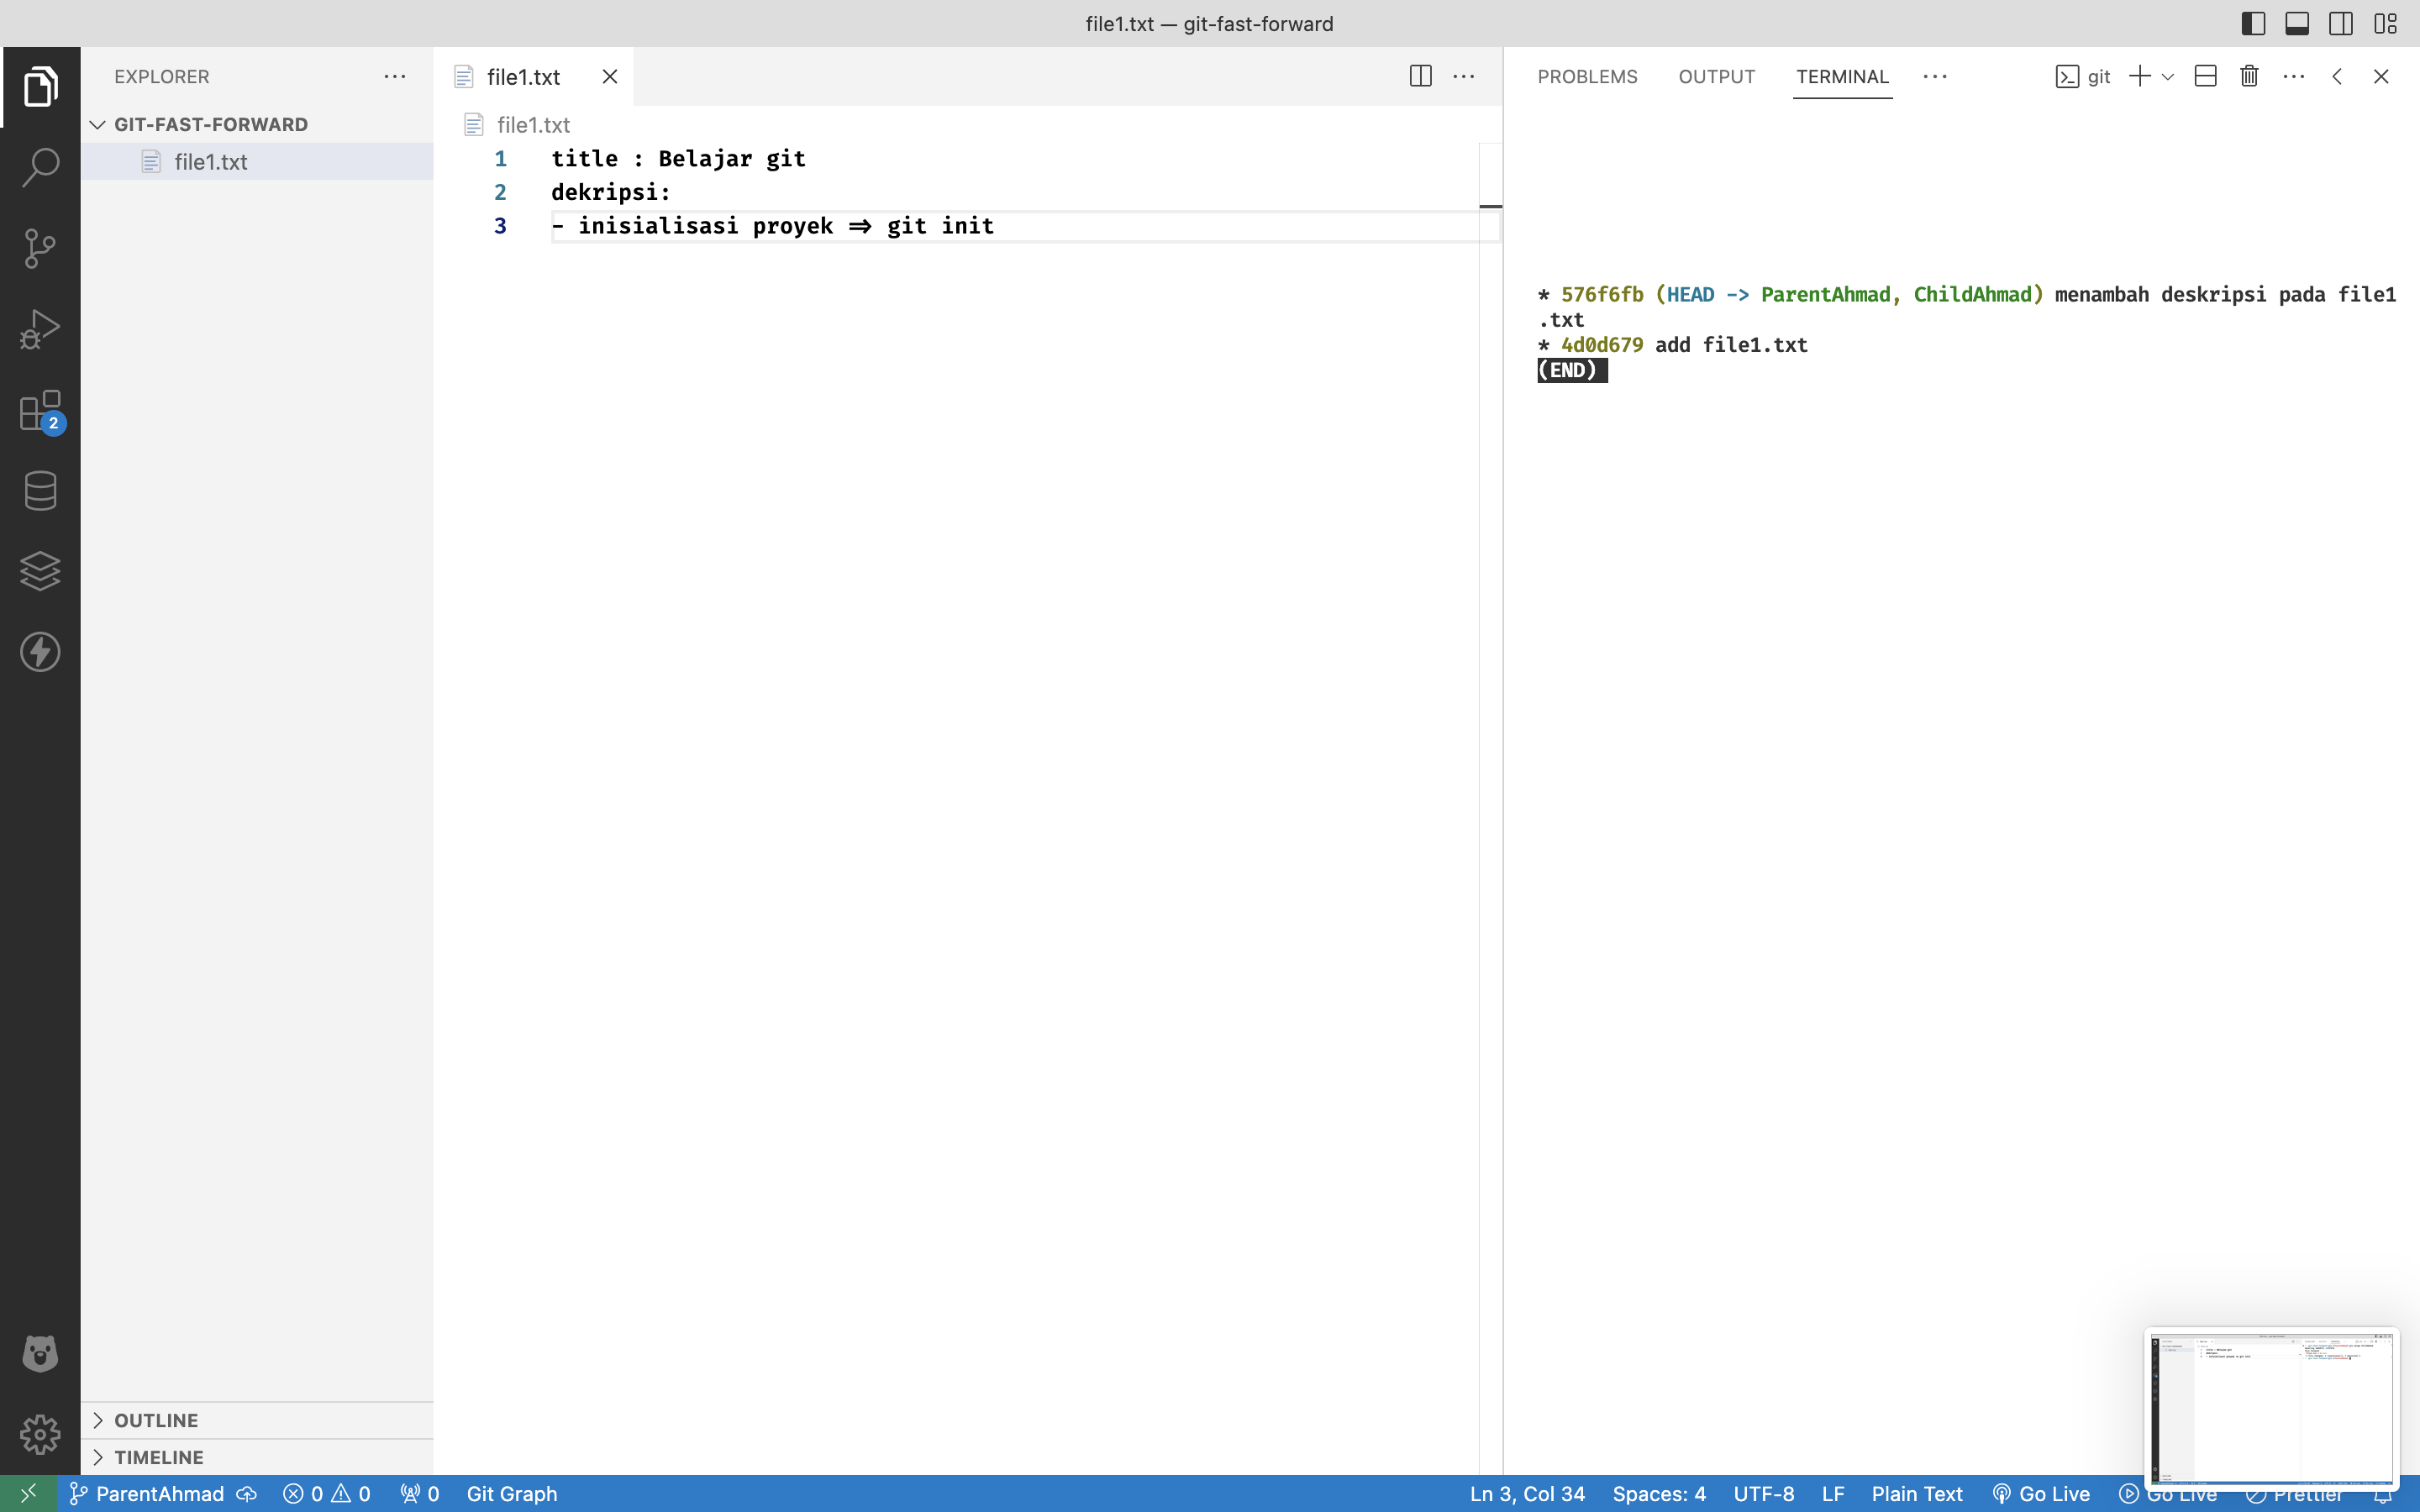 file1.txt — git-fast-forward
EXPLORER
file1.txt
PROBLEMS
OUTPUT
TERMINAL
git
GIT-FAST-FORWARD
file1.txt
file1.txt
1 title : Belajar git
2 dekripsi:
3 - inisialisasi proyek => git init
* 576f6fb (HEAD -> ParentAhmad, ChildAhmad) menambah deskripsi pada file1
.txt
* 4d0d679 add file1.txt
(END)
2
OUTLINE
TIMELINE
ParentAhmad
0
0
0
Git Graph
Ln 3, Col 34
Spaces: 4
UTF-8
LF
Plain Text
Go Live
Go Live
Prettier